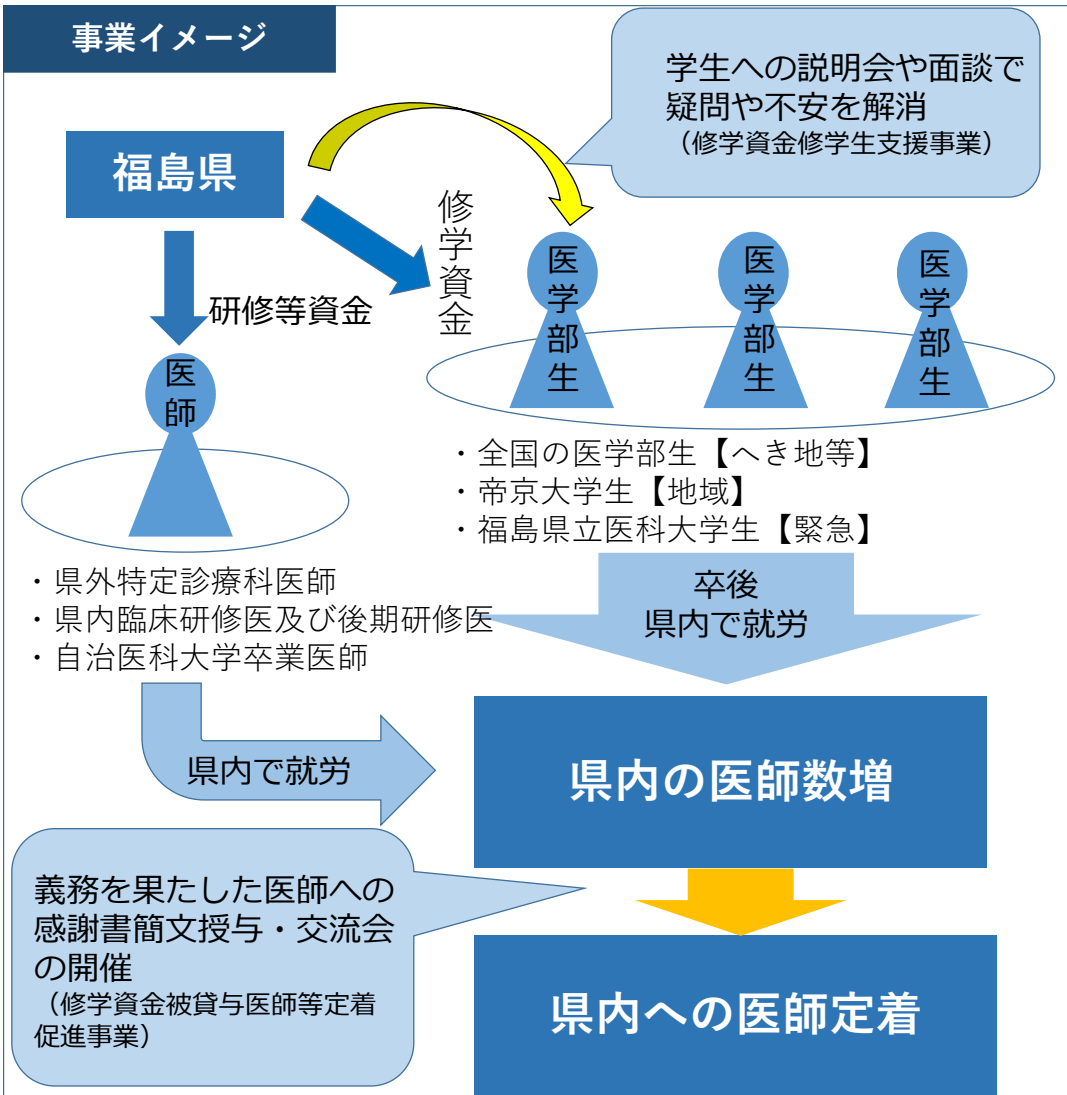 事業イメージ
学生への説明会や面談で
疑問や不安を解消
（修学資金修学生支援事業）
福島県
修学資金
研修等資金
医学部生
医学部生
医学部生
医師
・全国の医学部生【へき地等】
・帝京大学生【地域】
・福島県立医科大学生【緊急】
・県外特定診療科医師
・県内臨床研修医及び後期研修医
・自治医科大学卒業医師
卒後
県内で就労
県内で就労
県内の医師数増
義務を果たした医師への
感謝書簡文授与・交流会
の開催
（修学資金被貸与医師等定着
促進事業）
県内への医師定着